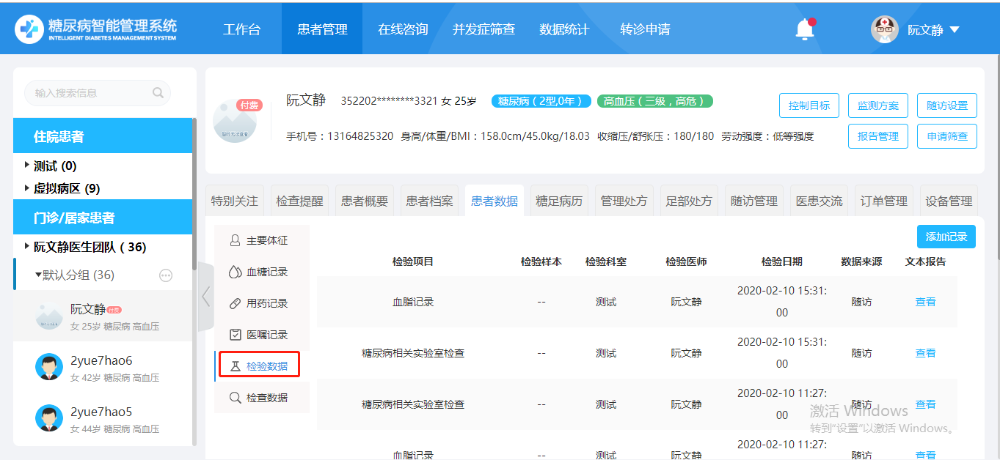 糖尿病智能管理系统
INTELLIGENT DIABETES MANAGEMENT SYSTEM
工作台 患者管理 在线咨询 并发症筛查 数据统计 转诊申请
阮文静
输入搜索信息
住院患者
测试 (0)
虚拟病区 (9)
门诊/居家患者
阮文静医生团队 ( 36)
默认分组 (36)
阮文静 付费
女 25岁 糖尿病 高血压
2yue7hao6
女 42岁 糖尿病 高血压
2yue7hao5
女 44岁 糖尿病 高血压
付费
阮文静 352202********3321 女 25岁 糖尿病 ( 2型,0年 ) 高血压 ( 三级，高危 )
手机号：13164825320 身高/体重/BMI：158.0cm/45.0kg/18.03 收缩压/舒张压：180/180 劳动强度：低等强度
控制目标 监测方案 随访设置
报告管理 申请筛查
特别关注 检查提醒 患者概要 患者档案 患者数据 糖足病历 管理处方 足部处方 随访管理 医患交流 订单管理 设备管理
主要体征
血糖记录
用药记录
医嘱记录
检验数据
检查数据
添加记录
检验项目 检验样本 检验科室 检验医师 检验日期 数据来源 文本报告
血脂记录 -- 测试 阮文静 2020-02-10 15:31:00 随访 查看
糖尿病相关实验室检查 -- 测试 阮文静 2020-02-10 15:31:00 随访 查看
糖尿病相关实验室检查 -- 测试 阮文静 2020-02-10 11:27:00 随访 查看
血脂记录 -- 测试 阮文静 2020-02-10 11:27: 随访 查看
激活 Windows
转到"设置"以激活 Windows。